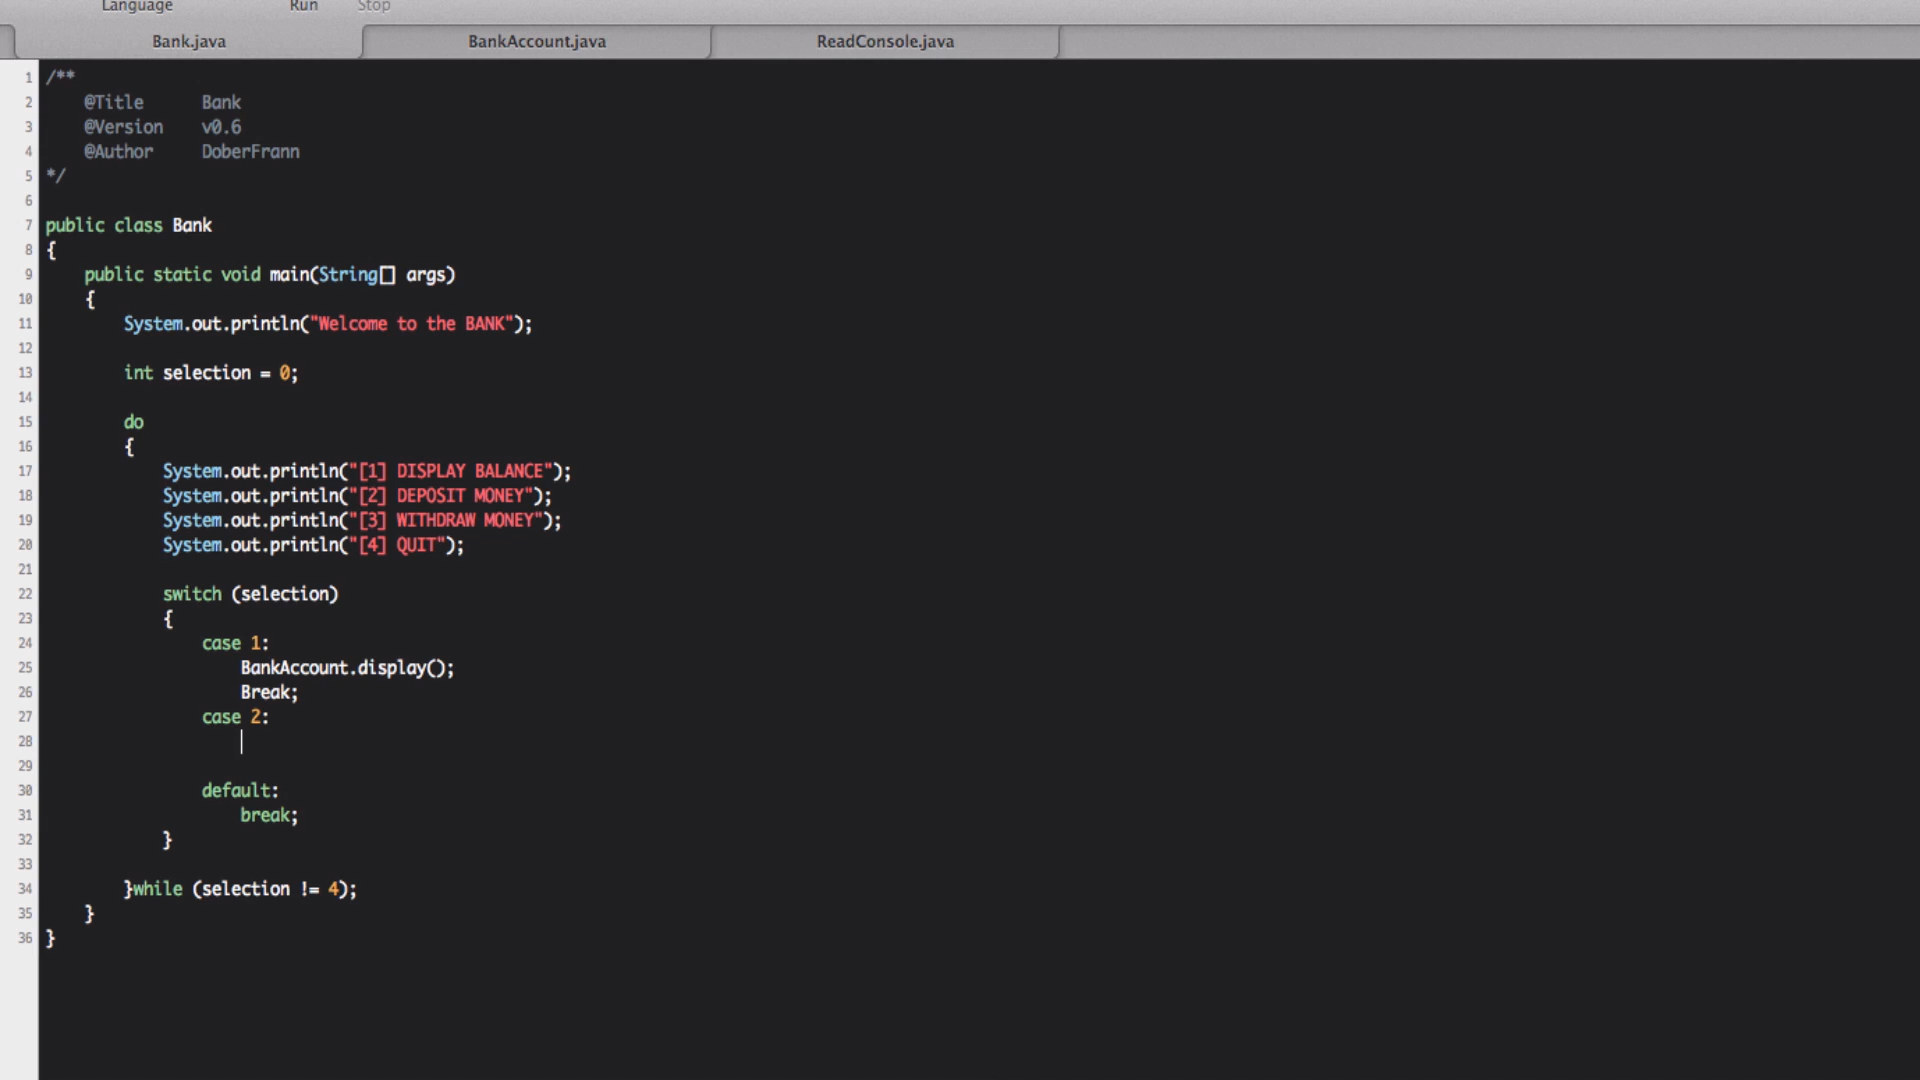 Language Run Stop
Bank.java BankAccount.java ReadConsole.java
1 /**
2 @Title Bank
3 @Version v0.6
4 @Author DoberFrann
5 */
6
7 public class Bank
8 {
9 public static void main(String[] args)
10 {
11 System.out.println("Welcome to the BANK");
12
13 int selection = 0;
14
15 do
16 {
17 System.out.println("[1] DISPLAY BALANCE");
18 System.out.println("[2] DEPOSIT MONEY");
19 System.out.println("[3] WITHDRAW MONEY");
20 System.out.println("[4] QUIT");
21
22 switch (selection)
23 {
24 case 1:
25 BankAccount.display();
26 Break;
27 case 2:
28
29
30 default:
31 break;
32 }
33
34 }while (selection != 4);
35 }
36 }